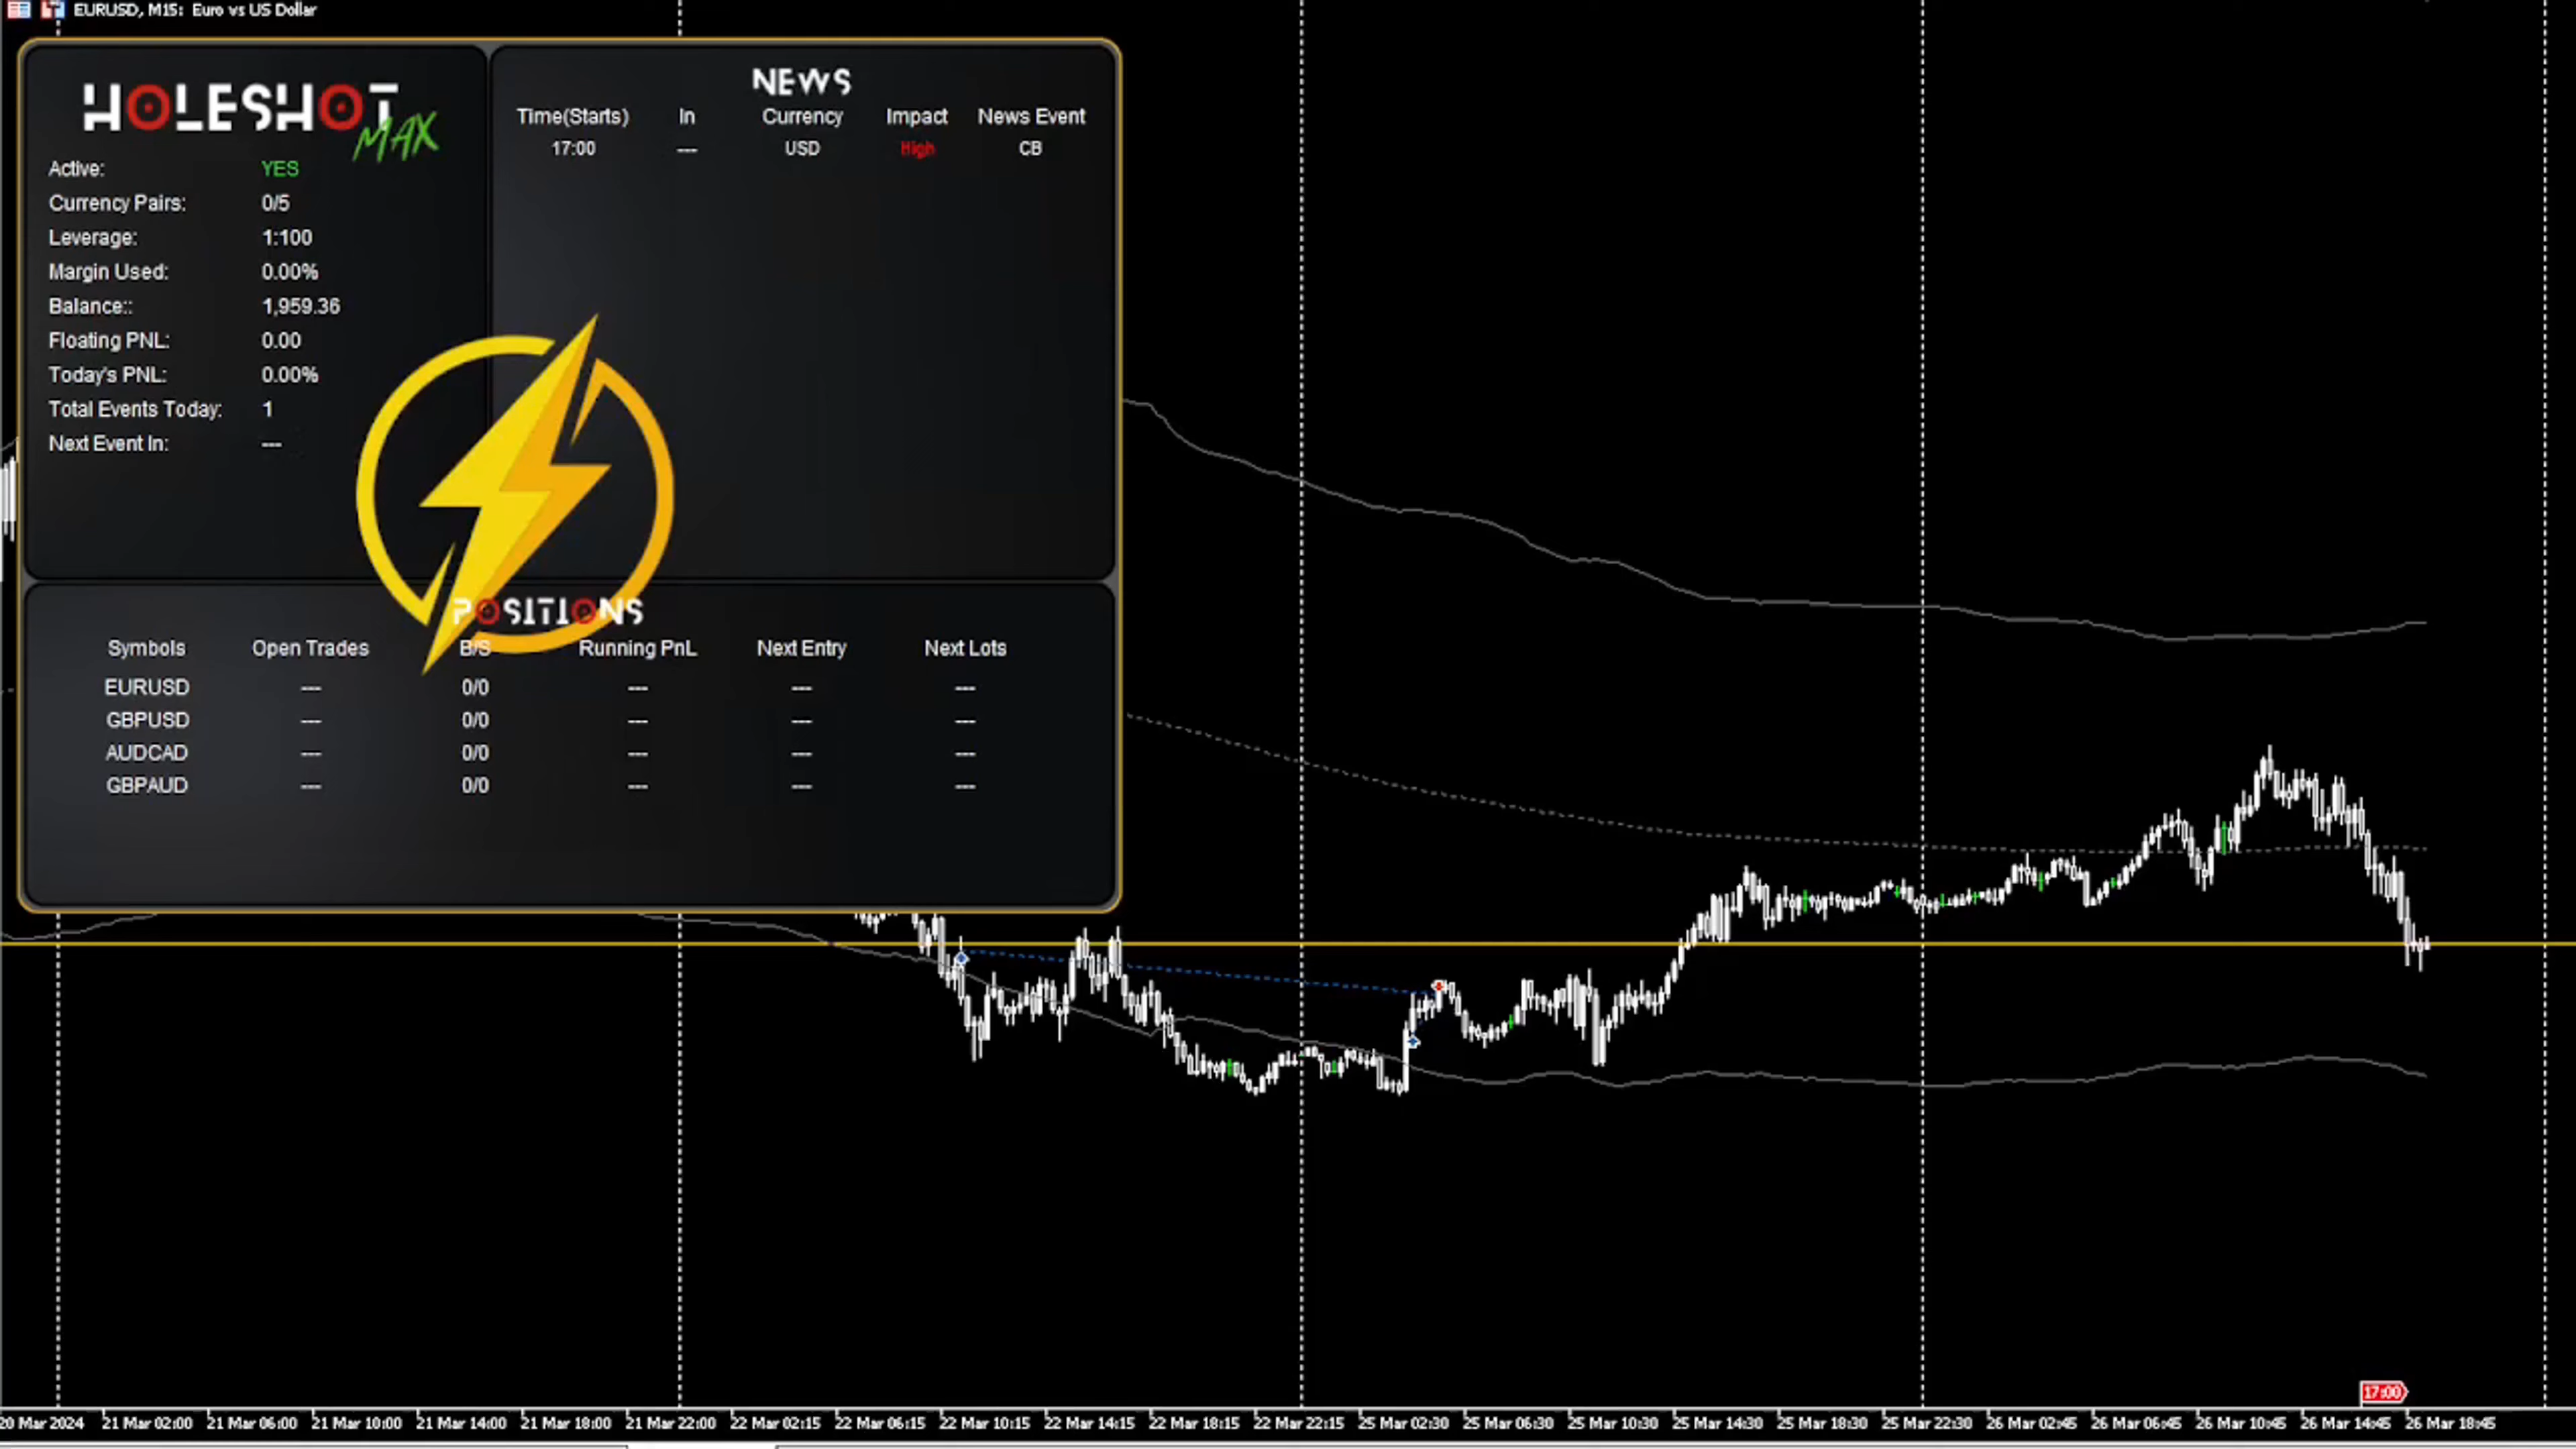 EURUSD, M15: Euro vs US Dollar
HOLESHOT
MAX
Active: YES
Currency Pairs: 0/5
Leverage: 1:100
Margin Used: 0.00%
Balance:: 1,959.36
Floating PNL: 0.00
Today's PNL: 0.00%
Total Events Today: 1
Next Event In: ---
NEWS
Time(Starts) In Currency Impact News Event
17:00 --- USD High CB
POSITIONS
Symbols Open Trades B/S Running PnL Next Entry Next Lots
EURUSD --- 0/0 --- --- ---
GBPUSD --- 0/0 --- --- ---
AUDCAD --- 0/0 --- --- ---
GBPAUD --- 0/0 --- --- ---
17:00
20 Mar 2024 21 Mar 02:00 21 Mar 06:00 21 Mar 10:00 21 Mar 14:00 21 Mar 18:00 21 Mar 22:00 22 Mar 02:15 22 Mar 06:15 22 Mar 10:15 22 Mar 14:15 22 Mar 18:15 22 Mar 22:15 25 Mar 02:30 25 Mar 06:30 25 Mar 10:30 25 Mar 14:30 25 Mar 18:30 25 Mar 22:30 26 Mar 02:45 26 Mar 06:45 26 Mar 10:45 26 Mar 14:45 26 Mar 18:45